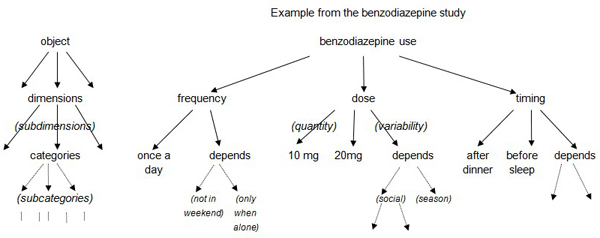 Example from the benzodiazepine study
object
benzodiazepine use
dimensions
frequency
dose
timing
(subdimensions)
(quantity)
(variability)
categories
once a
day
depends
10 mg
20mg
depends
after
dinner
before
sleep
depends
(subcategories)
(not in
weekend)
(only
when
alone)
(social)
(season)